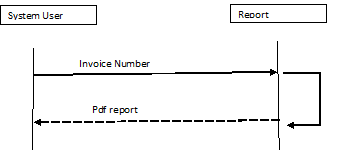 System User
Report
Invoice Number
Pdf report